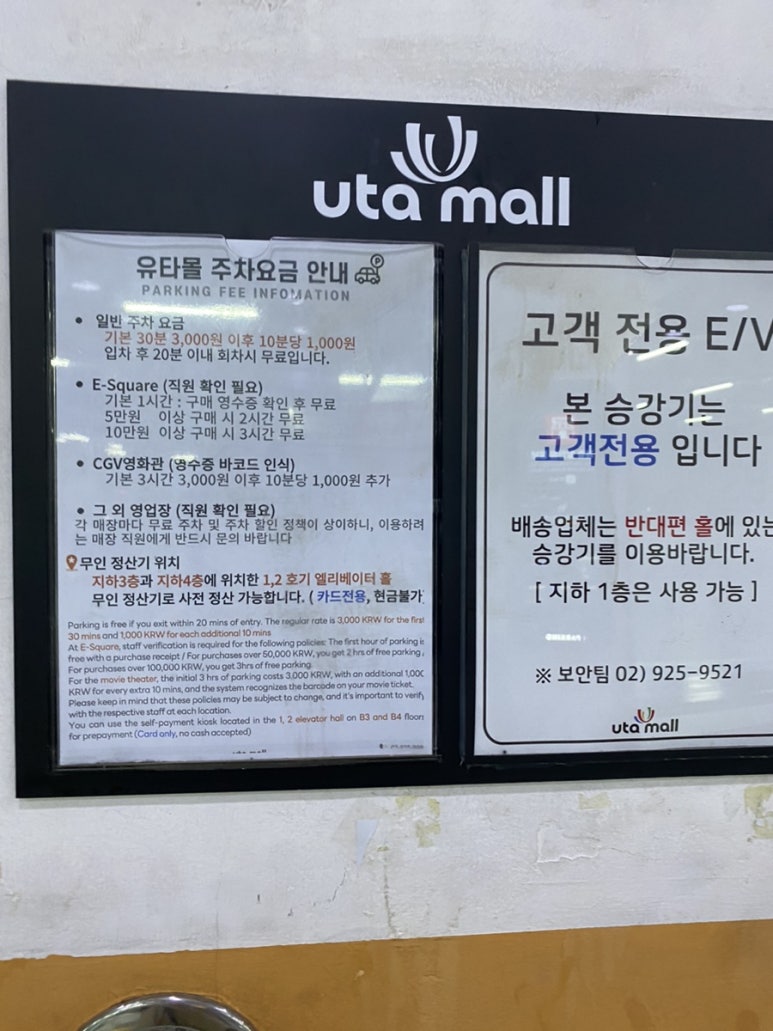 uta mall
유타몰 주차요금 안내
PARKING FEE INFOMATION
• 일반 주차 요금
기본 30분 3,000원 이후 10분당 1,000원
입차 후 20분 이내 회차시 무료입니다.
• E-Square (직원 확인 필요)
기본 1시간 : 구매 영수증 확인 후 무료
5만원 이상 구매 시 2시간 무료
10만원 이상 구매 시 3시간 무료
• CGV영화관 (영수증 바코드 인식)
기본 3시간 3,000원 이후 10분당 1,000원 추가
• 그 외 영업장 (직원 확인 필요)
각 매장마다 무료 주차 및 주차 할인 정책이 상이하니, 이용하려
는 매장 직원에게 반드시 문의 바랍니다
무인 정산기 위치
지하3층과 지하4층에 위치한 1,2 호기 엘리베이터 홀
무인 정산기로 사전 정산 가능합니다. ( 카드전용, 현금불가
Parking is free if you exit within 20 mins of entry. The regular rate is 3,000 KRW for the first
30 mins and 1,000 KRW for each additional 10 mins
At E-Square, staff verification is required for the following policies: The first hour of parking is
free with a purchase receipt / For purchases over 50,000 KRW, you get 2 hrs of free parking /
For purchases over 100,000 KRW, you get 3hrs of free parking.
For the movie theater, the initial 3 hrs of parking costs 3,000 KRW, with an additional 1,000
KRW for every extra 10 mins, and the system recognizes the barcode on your movie ticket.
Please keep in mind that these policies may be subject to change, and it's important to verify
with the respective staff at each location.
You can use the self-payment kiosk located in the 1, 2 elevator hall on B3 and B4 floors
for prepayment (Card only, no cash accepted)
고객 전용 E/V
본 승강기는
고객전용 입니다
배송업체는 반대편 홀에 있는
승강기를 이용바랍니다.
[ 지하 1층은 사용 가능 ]
※ 보안팀 02) 925-9521
uta mall